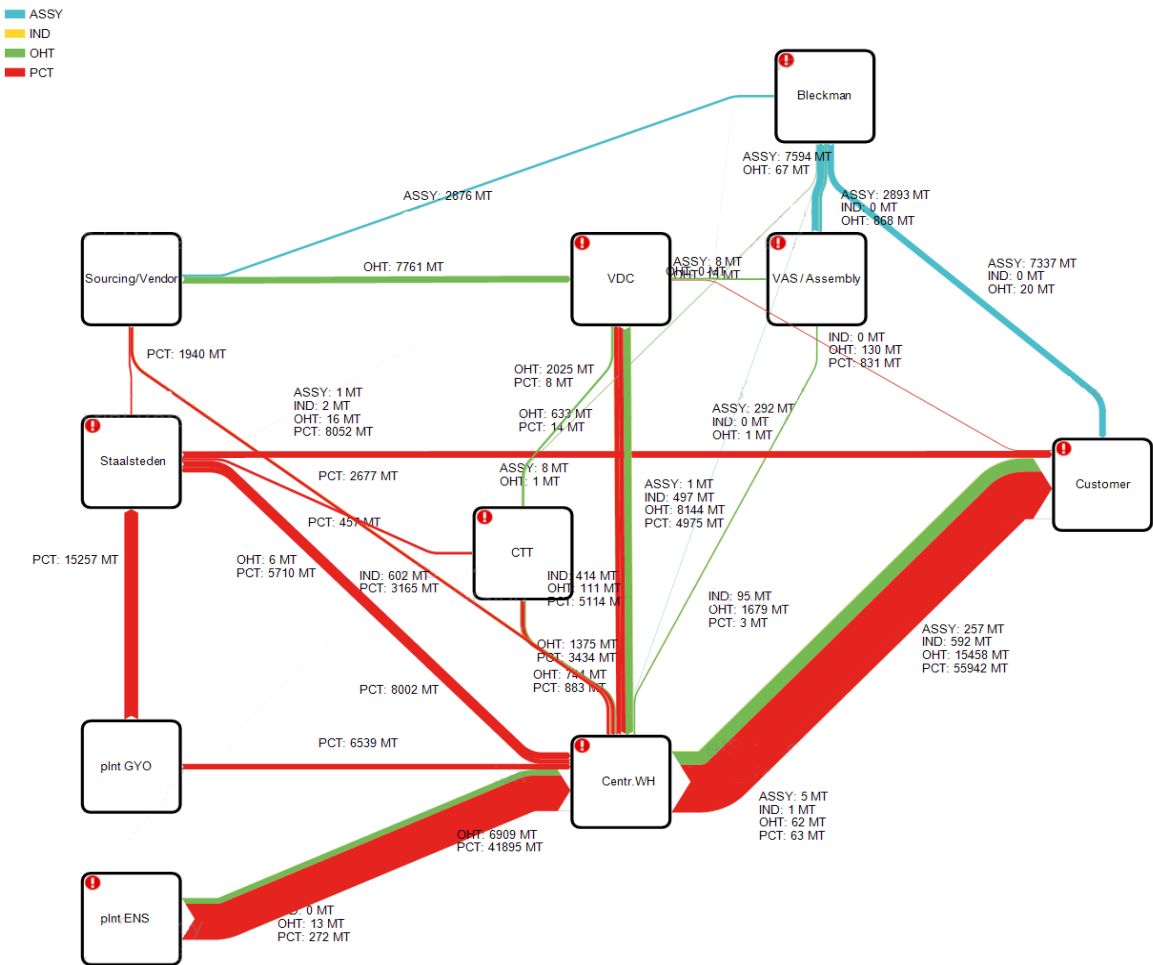 ASSY
IND
OHT
PCT
Bleckman
ASSY: 7594 MT
OHT: 67 MT
ASSY: 2876 MT
ASSY: 2893 MT
IND: 0 MT
OHT: 868 MT
Sourcing/Vendor
OHT: 7761 MT
VDC
ASSY: 8 MT
OHT: 0 MT
VAS / Assembly
ASSY: 7337 MT
IND: 0 MT
OHT: 20 MT
PCT: 1940 MT
IND: 0 MT
OHT: 130 MT
PCT: 831 MT
OHT: 2025 MT
PCT: 8 MT
ASSY: 1 MT
IND: 2 MT
OHT: 16 MT
PCT: 8052 MT
OHT: 633 MT
PCT: 14 MT
ASSY: 292 MT
IND: 0 MT
OHT: 1 MT
Staalsteden
PCT: 2677 MT
ASSY: 8 MT
OHT: 1 MT
ASSY: 1 MT
IND: 497 MT
OHT: 8144 MT
PCT: 4975 MT
Customer
PCT: 457 MT
CTT
PCT: 15257 MT
OHT: 6 MT
PCT: 5710 MT
IND: 602 MT
PCT: 3165 MT
IND: 414 MT
OHT: 111 MT
PCT: 5114 M
IND: 95 MT
OHT: 1679 MT
PCT: 3 MT
ASSY: 257 MT
IND: 592 MT
OHT: 15458 MT
PCT: 55942 MT
OHT: 1375 MT
PCT: 3434 MT
OHT: 744 MT
PCT: 883 MT
PCT: 8002 MT
PCT: 6539 MT
plnt GYO
Centr.WH
ASSY: 5 MT
IND: 1 MT
OHT: 62 MT
PCT: 63 MT
OHT: 6909 MT
PCT: 41895 MT
plnt ENS
IND: 0 MT
OHT: 13 MT
PCT: 272 MT